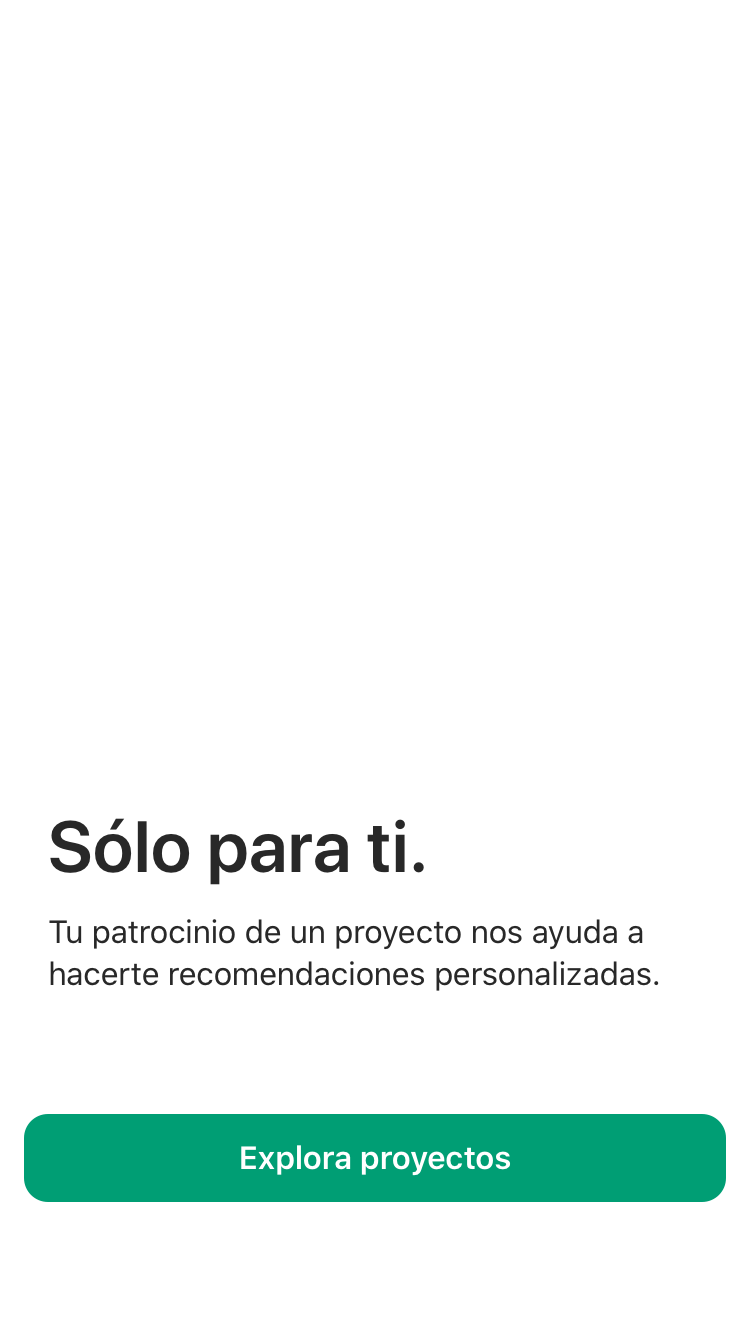 Sólo para ti.
Tu patrocinio de un proyecto nos ayuda a
hacerte recomendaciones personalizadas.
Explora proyectos